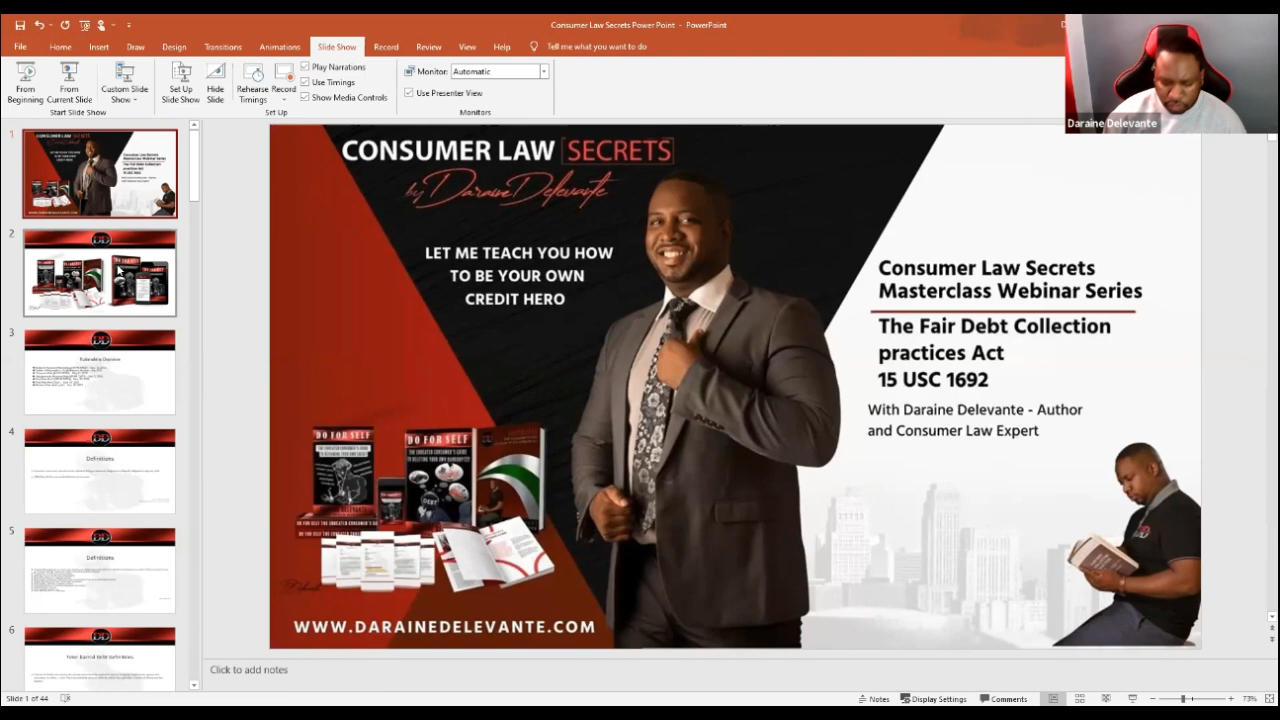 Consumer Law Secrets Power Point - PowerPoint
File Home Insert Draw Design Transitions Animations Slide Show Record Review View Help Tell me what you want to do
From Beginning
From Current Slide
Custom Slide Show
Set Up Slide Show
Hide Slide
Rehearse Timings
Record
Play Narrations
Use Timings
Show Media Controls
Monitor: Automatic
Use Presenter View
Start Slide Show
Set Up
Monitors
Daraine Delevante
1
2
3
4
Definitions
5
Definitions
6
CONSUMER LAW SECRETS
by Daraine Delevante
LET ME TEACH YOU HOW
TO BE YOUR OWN
CREDIT HERO
Consumer Law Secrets
Masterclass Webinar Series
The Fair Debt Collection
practices Act
15 USC 1692
With Daraine Delevante - Author
and Consumer Law Expert
DO FOR SELF
DO FOR SELF
WWW.DARAINEDELEVANTE.COM
Click to add notes
Slide 1 of 44
Notes Display Settings Comments 73%